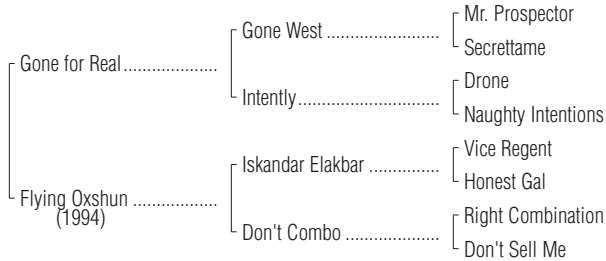 Mr. Prospector
Gone West ......................
Secrettame
Gone for Real ...................
Drone
Intently ...........................
Naughty Intentions
Vice Regent
Iskandar Elakbar ..............
Honest Gal
Flying Oxshun .................
(1994)
Right Combination
Don't Combo ..................
Don't Sell Me